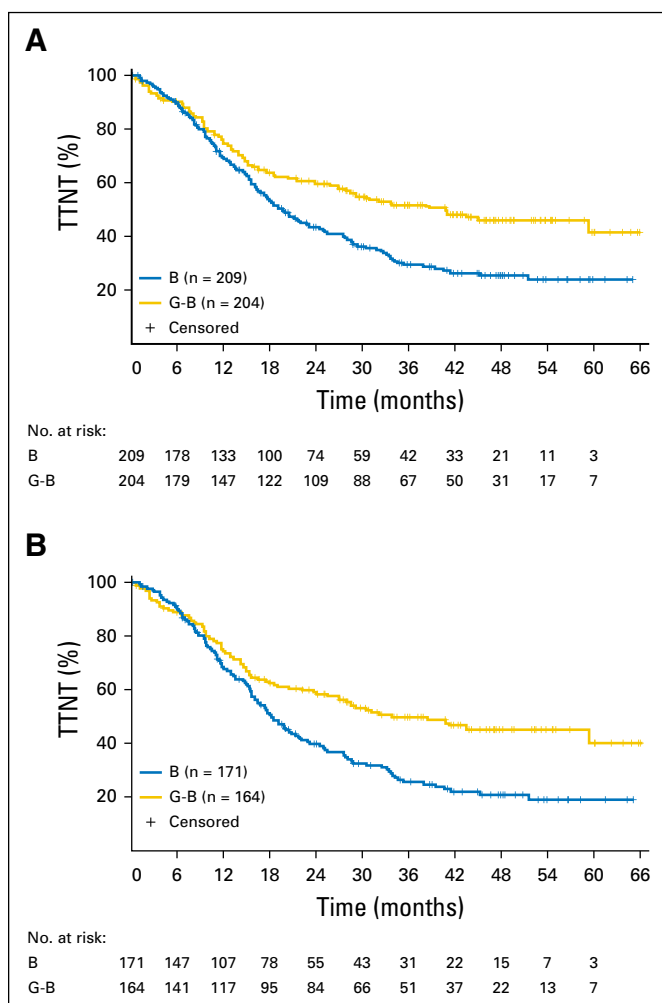 A
TTNT (%)
100
80
60
40
20
B (n = 209)
G-B (n = 204)
+ Censored
0 6 12 18 24 30 36 42 48 54 60 66
Time (months)
No. at risk:
B 209 178 133 100 74 59 42 33 21 11 3
G-B 204 179 147 122 109 88 67 50 31 17 7
B
TTNT (%)
100
80
60
40
20
B (n = 171)
G-B (n = 164)
+ Censored
0 6 12 18 24 30 36 42 48 54 60 66
Time (months)
No. at risk:
B 171 147 107 78 55 43 31 22 15 7 3
G-B 164 141 117 95 84 66 51 37 22 13 7